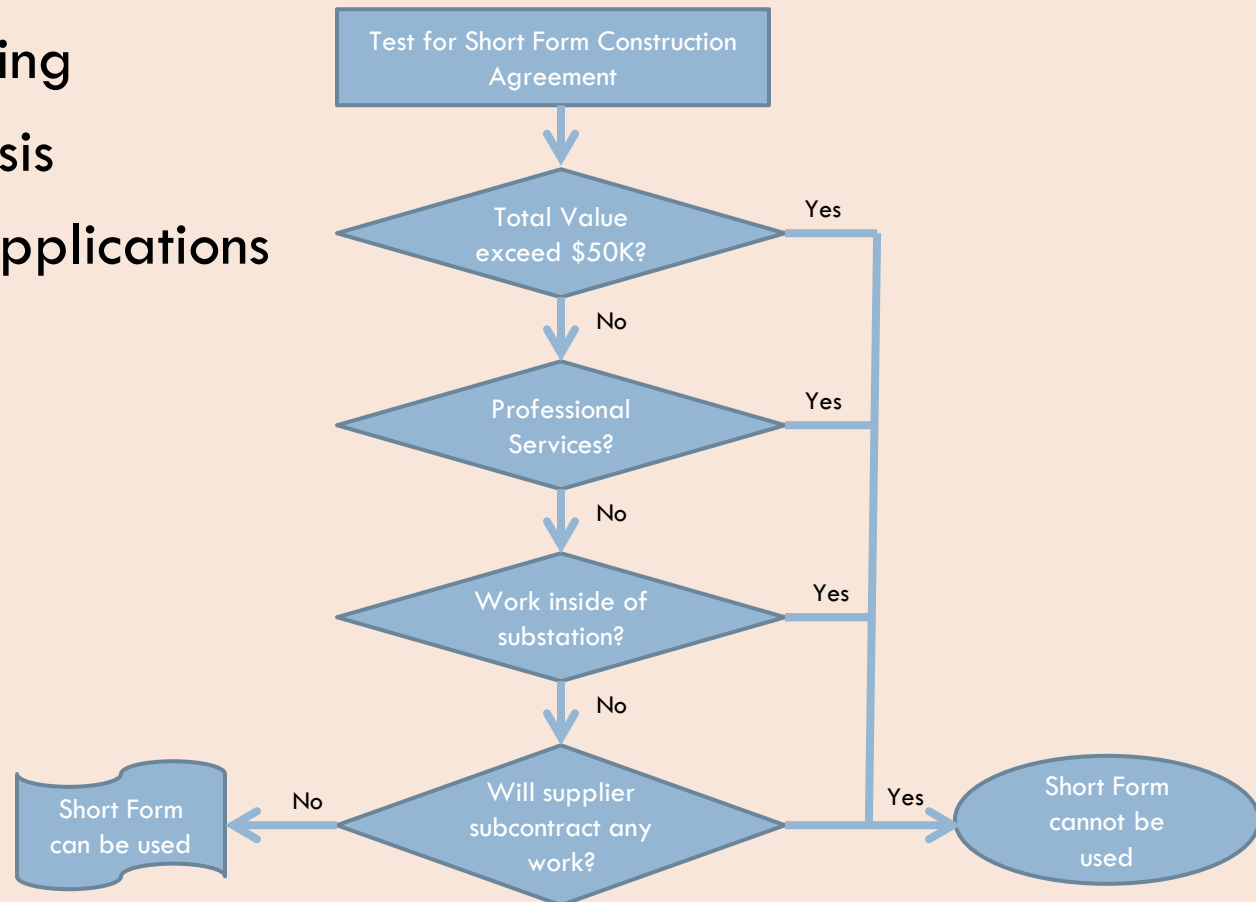 ing
sis
pplications
Test for Short Form Construction
Agreement
Total Value
exceed $50K?
Yes
No
Professional
Services?
Yes
No
Work inside of
substation?
Yes
No
Will supplier
subcontract any
work?
No
Yes
Short Form
can be used
Short Form
cannot be
used